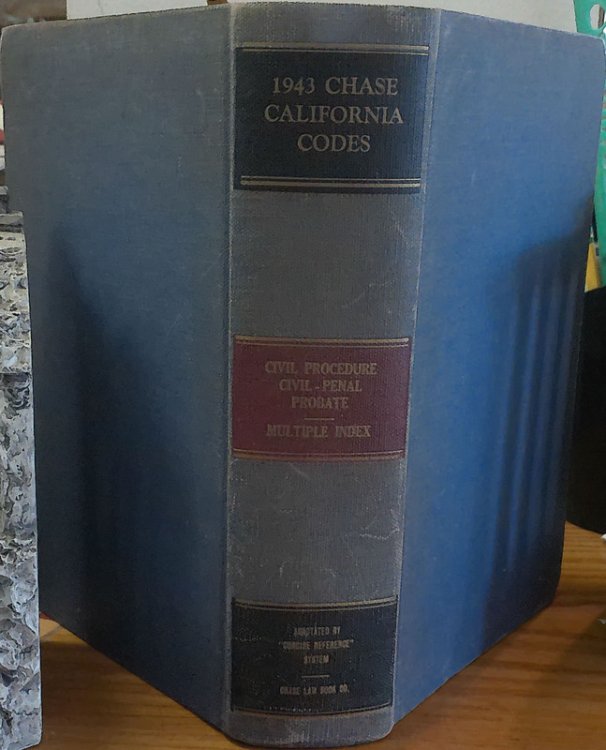 1943 CHASE
CALIFORNIA
CODES
CIVIL PROCEDURE
CIVIL - PENAL
PROBATE
MULTIPLE INDEX
ANNOTATED BY
"CONCISE REFERENCE"
SYSTEM
CHASE LAW BOOK CO.